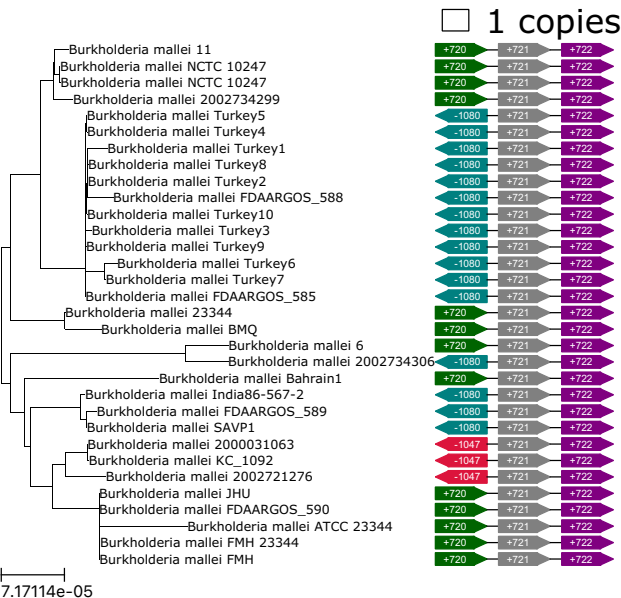 1 copies
Burkholderia mallei 11 +720 +721 +722
Burkholderia mallei NCTC 10247 +720 +721 +722
Burkholderia mallei NCTC 10247 +720 +721 +722
Burkholderia mallei 2002734299 +720 +721 +722
Burkholderia mallei Turkey5 -1080 +721 +722
Burkholderia mallei Turkey4 -1080 +721 +722
Burkholderia mallei Turkey1 -1080 +721 +722
Burkholderia mallei Turkey8 -1080 +721 +722
Burkholderia mallei Turkey2 -1080 +721 +722
Burkholderia mallei FDAARGOS_588 -1080 +721 +722
Burkholderia mallei Turkey10 -1080 +721 +722
Burkholderia mallei Turkey3 -1080 +721 +722
Burkholderia mallei Turkey9 -1080 +721 +722
Burkholderia mallei Turkey6 -1080 +721 +722
Burkholderia mallei Turkey7 -1080 +721 +722
Burkholderia mallei FDAARGOS_585 -1080 +721 +722
Burkholderia mallei 23344 +720 +721 +722
Burkholderia mallei BMQ +720 +721 +722
Burkholderia mallei 6 +720 +721 +722
Burkholderia mallei 2002734306 -1080 +721 +722
Burkholderia mallei Bahrain1 +720 +721 +722
Burkholderia mallei India86-567-2 -1080 +721 +722
Burkholderia mallei FDAARGOS_589 -1080 +721 +722
Burkholderia mallei SAVP1 -1080 +721 +722
Burkholderia mallei 2000031063 -1047 +721 +722
Burkholderia mallei KC_1092 -1047 +721 +722
Burkholderia mallei 2002721276 -1047 +721 +722
Burkholderia mallei JHU +720 +721 +722
Burkholderia mallei FDAARGOS_590 +720 +721 +722
Burkholderia mallei ATCC 23344 +720 +721 +722
Burkholderia mallei FMH 23344 +720 +721 +722
Burkholderia mallei FMH +720 +721 +722
7.17114e-05